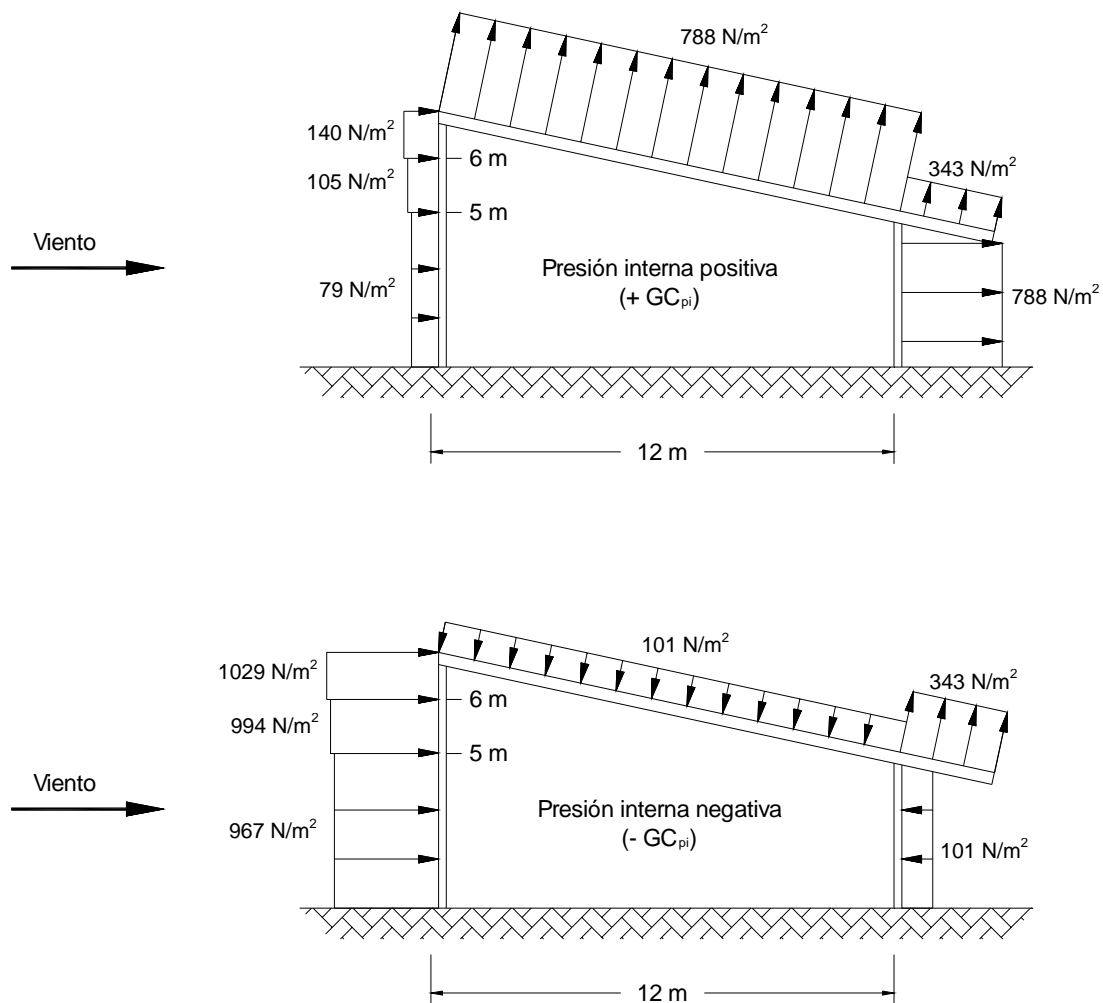 788 N/m²
140 N/m²
6 m
343 N/m²
105 N/m²
5 m
Viento
Presión interna positiva
(+ GCpi)
79 N/m²
788 N/m²
12 m
101 N/m²
1029 N/m²
343 N/m²
6 m
994 N/m²
5 m
Viento
Presión interna negativa
(- GCpi)
967 N/m²
101 N/m²
12 m